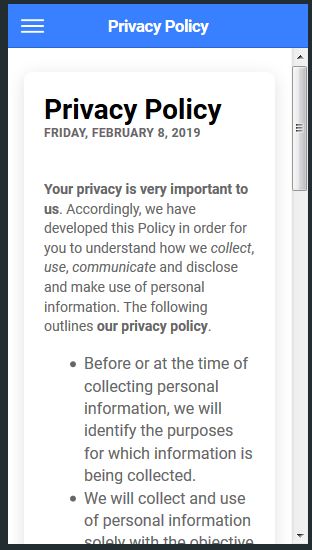 Privacy Policy
Privacy Policy
FRIDAY, FEBRUARY 8, 2019
Your privacy is very important to
us. Accordingly, we have
developed this Policy in order for
you to understand how we collect,
use, communicate and disclose
and make use of personal
information. The following
outlines our privacy policy.
Before or at the time of
collecting personal
information, we will
identify the purposes
for which information is
being collected.
We will collect and use
of personal information
solely with the objective